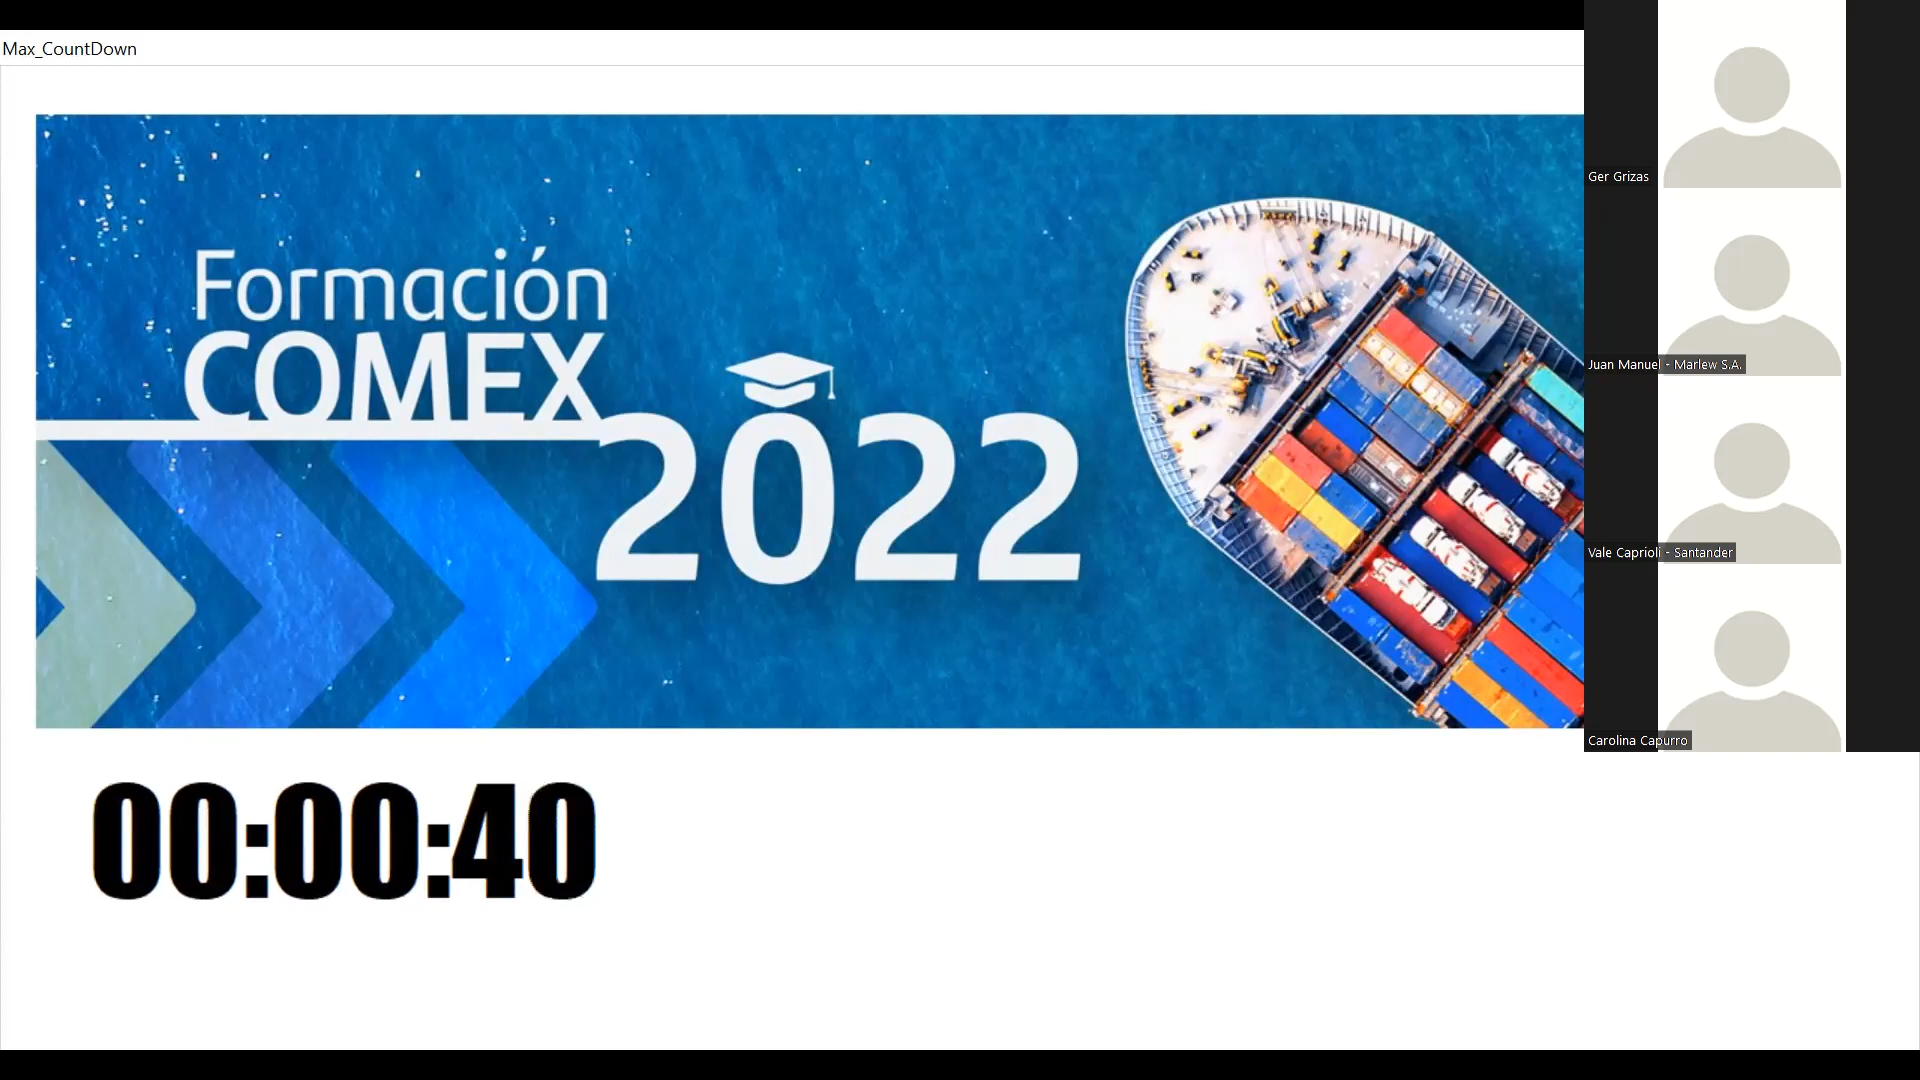 Max_CountDown
Formación
COMEX
2022
00:00:40
Ger Grizas
Juan Manuel - Marlew S.A.
Vale Caprioli - Santander
Carolina Capurro